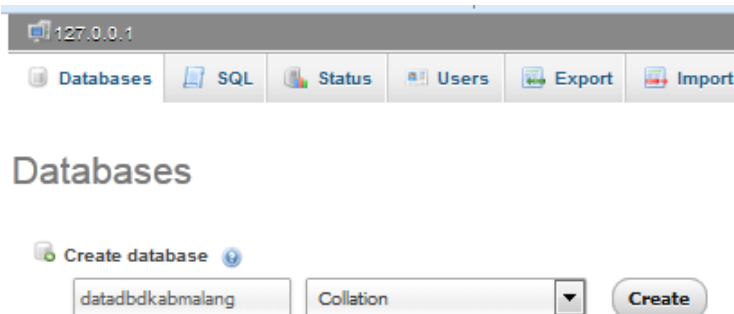 127.0.0.1
Databases SQL Status Users Export Import
Databases
Create database
datadbdkabmalang Collation Create